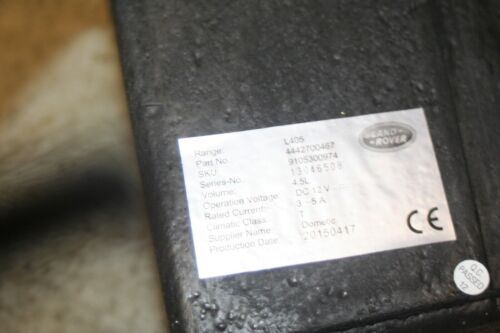 Range: L405
Part No 4442700467
SKU: 9105300974
Series-No. 13046509
Volume: 4.5L
Operation Voltage DC 12V
Rated Current: 3 -5 A
Climatic Class T
Supplier Name: Dometic
Production Date: 20150417
LAND
ROVER
CE
Q.C.
PASSED
12